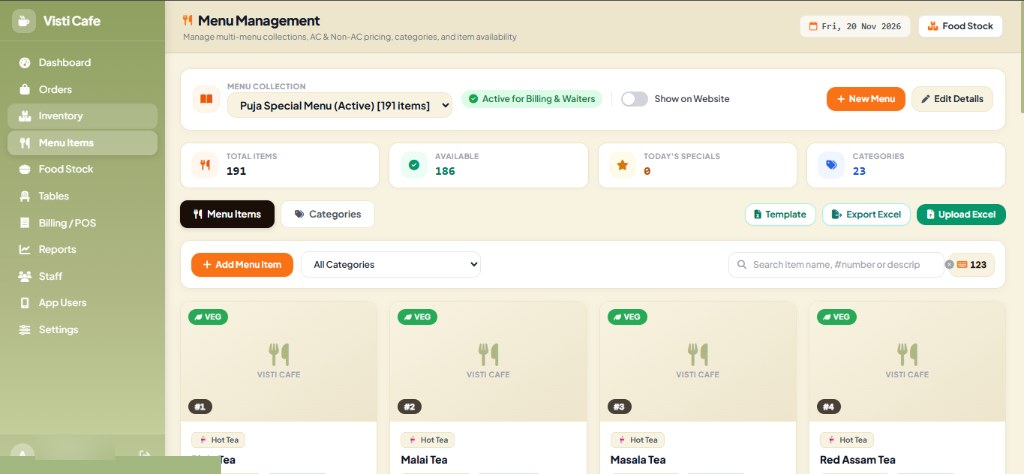 Visti Cafe
Dashboard
Orders
Inventory
Menu Items
Food Stock
Tables
Billing / POS
Reports
Staff
App Users
Settings
Menu Management
Manage multi-menu collections, AC & Non-AC pricing, categories, and item availability
Fri, 20 Nov 2026
Food Stock
MENU COLLECTION
Puja Special Menu (Active) [191 items]
Active for Billing & Waiters
Show on Website
New Menu
Edit Details
TOTAL ITEMS
191
AVAILABLE
186
TODAY'S SPECIALS
0
CATEGORIES
23
Menu Items
Categories
Template
Export Excel
Upload Excel
Add Menu Item
All Categories
Search item name, #number or descrip
123
VEG
VISTI CAFE
#1
Hot Tea
Tea
VEG
VISTI CAFE
#2
Hot Tea
Malai Tea
VEG
VISTI CAFE
#3
Hot Tea
Masala Tea
VEG
VISTI CAFE
#4
Hot Tea
Red Assam Tea